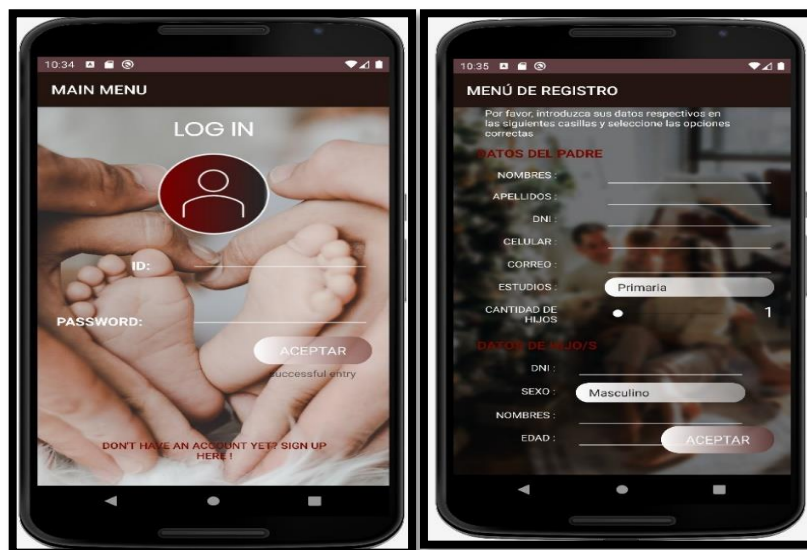 10:34
MAIN MENU
LOG IN
ID:
PASSWORD:
ACEPTAR
successful entry
DON'T HAVE AN ACCOUNT YET? SIGN UP
HERE !
10:35
MENÚ DE REGISTRO
Por favor, introduzca sus datos respectivos en
las siguientes casillas y seleccione las opciones
correctas
DATOS DEL PADRE
NOMBRES :
APELLIDOS :
DNI :
CELULAR :
CORREO :
ESTUDIOS : Primaria
CANTIDAD DE
HIJOS 1
DATOS DE HIJO/S
DNI :
SEXO : Masculino
NOMBRES :
EDAD :
ACEPTAR